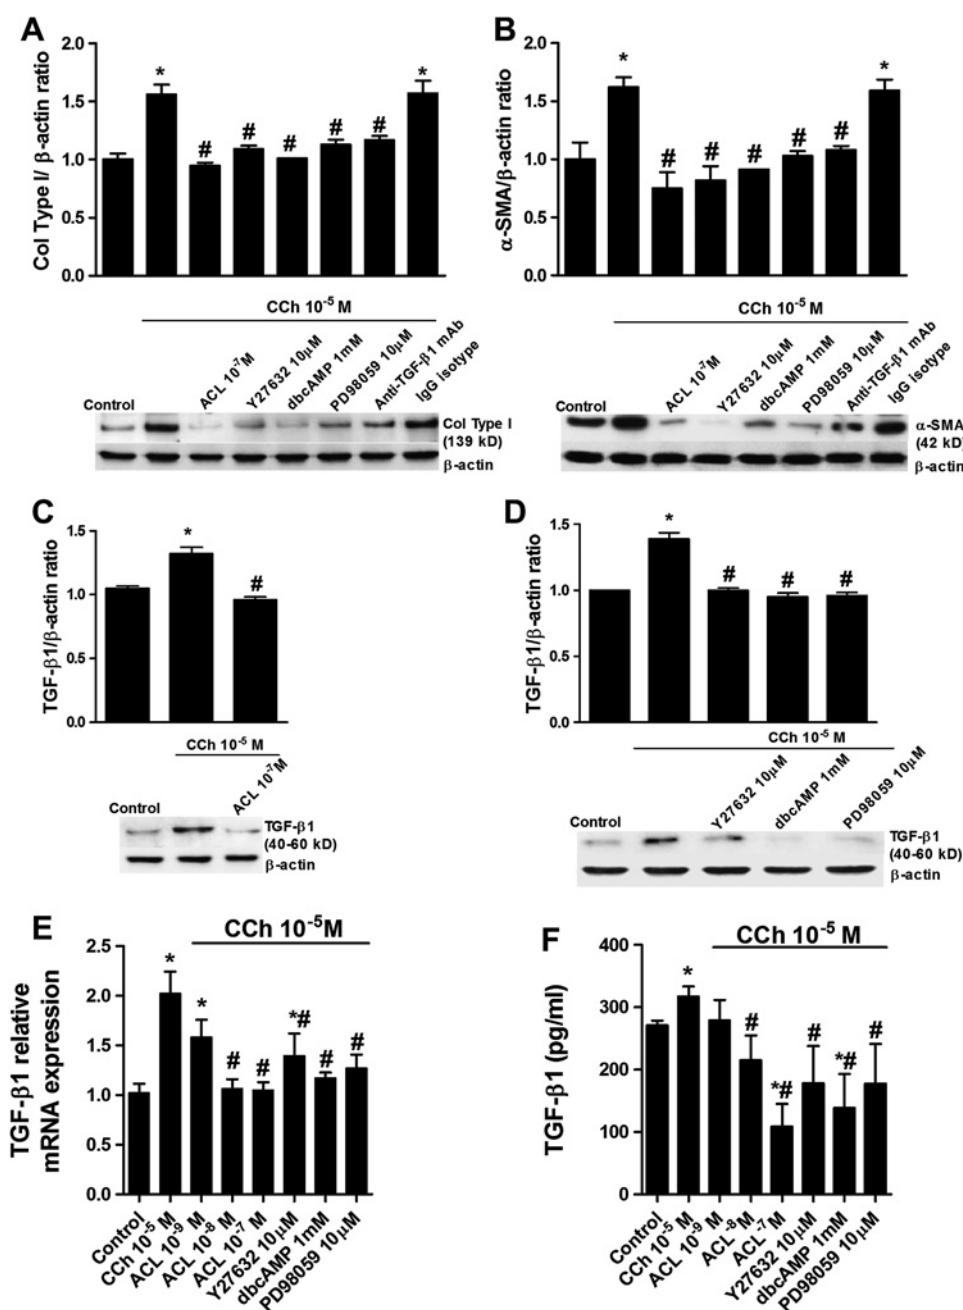 A
Col Type I/ β-actin ratio
2.0
1.5
1.0
0.5
0.0
*
#
#
#
#
#
*
CCh 10⁻⁵ M
Control
ACL 10⁻⁷M
Y27632 10μM
dbcAMP 1mM
PD98059 10μM
Anti-TGF-β1 mAb
IgG isotype
Col Type I
(139 kD)
β-actin
B
α-SMA/β-actin ratio
2.0
1.5
1.0
0.5
0.0
*
#
#
#
#
#
*
CCh 10⁻⁵ M
Control
ACL 10⁻⁷M
Y27632 10μM
dbcAMP 1mM
PD98059 10μM
Anti-TGF-β1 mAb
IgG isotype
α-SMA
(42 kD)
β-actin
C
TGF-β1/β-actin ratio
1.5
1.0
0.5
0.0
*
#
CCh 10⁻⁵ M
Control
ACL 10⁻⁷M
TGF-β1
(40-60 kD)
β-actin
D
TGF-β1/β-actin ratio
1.5
1.0
0.5
0.0
*
#
#
#
CCh 10⁻⁵ M
Control
Y27632 10μM
dbcAMP 1mM
PD98059 10μM
TGF-β1
(40-60 kD)
β-actin
E
CCh 10⁻⁵M
TGF-β1 relative
mRNA expression
2.5
2.0
1.5
1.0
0.5
0.0
*
*
#
#
*#
#
#
Control
CCh 10⁻⁵ M
ACL 10⁻⁹ M
ACL 10⁻⁸ M
ACL 10⁻⁷ M
Y27632 10μM
dbcAMP 1mM
PD98059 10μM
F
CCh 10⁻⁵ M
TGF-β1 (pg/ml)
400
300
200
100
0
*
#
*#
#
*#
#
Control
CCh 10⁻⁵ M
ACL 10⁻⁹ M
ACL₋₈ M
ACL₋₇ M
Y27632 10μM
dbcAMP 1mM
PD98059 10μM